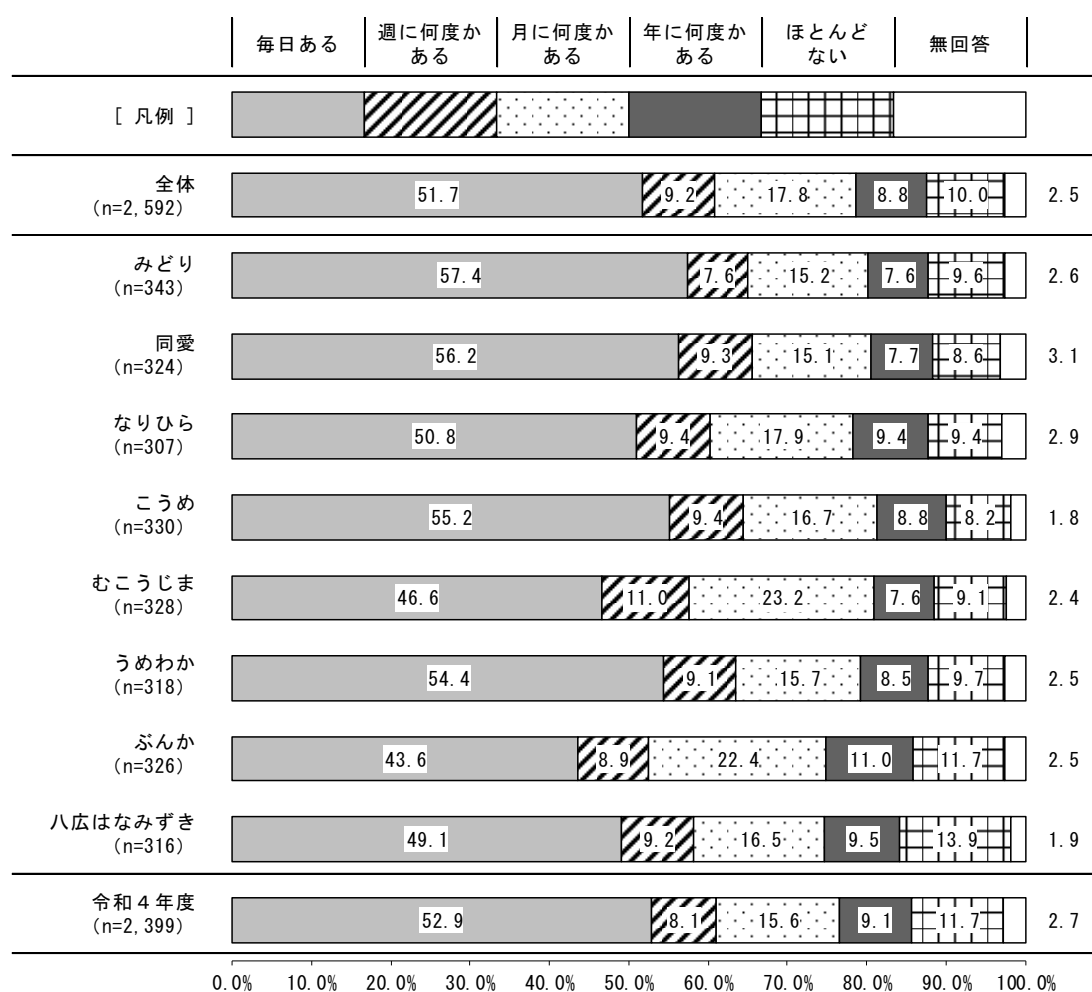 毎日ある
週に何度か
ある
月に何度か
ある
年に何度か
ある
ほとんど
ない
無回答
[ 凡例 ]
全体
(n=2,592)
51.7 9.2 17.8 8.8 10.0 2.5
みどり
(n=343)
57.4 7.6 15.2 7.6 9.6 2.6
同愛
(n=324)
56.2 9.3 15.1 7.7 8.6 3.1
なりひら
(n=307)
50.8 9.4 17.9 9.4 9.4 2.9
こうめ
(n=330)
55.2 9.4 16.7 8.8 8.2 1.8
むこうじま
(n=328)
46.6 11.0 23.2 7.6 9.1 2.4
うめわか
(n=318)
54.4 9.1 15.7 8.5 9.7 2.5
ぶんか
(n=326)
43.6 8.9 22.4 11.0 11.7 2.5
八広はなみずき
(n=316)
49.1 9.2 16.5 9.5 13.9 1.9
令和４年度
(n=2,399)
52.9 8.1 15.6 9.1 11.7 2.7
0.0% 10.0% 20.0% 30.0% 40.0% 50.0% 60.0% 70.0% 80.0% 90.0% 100.0%